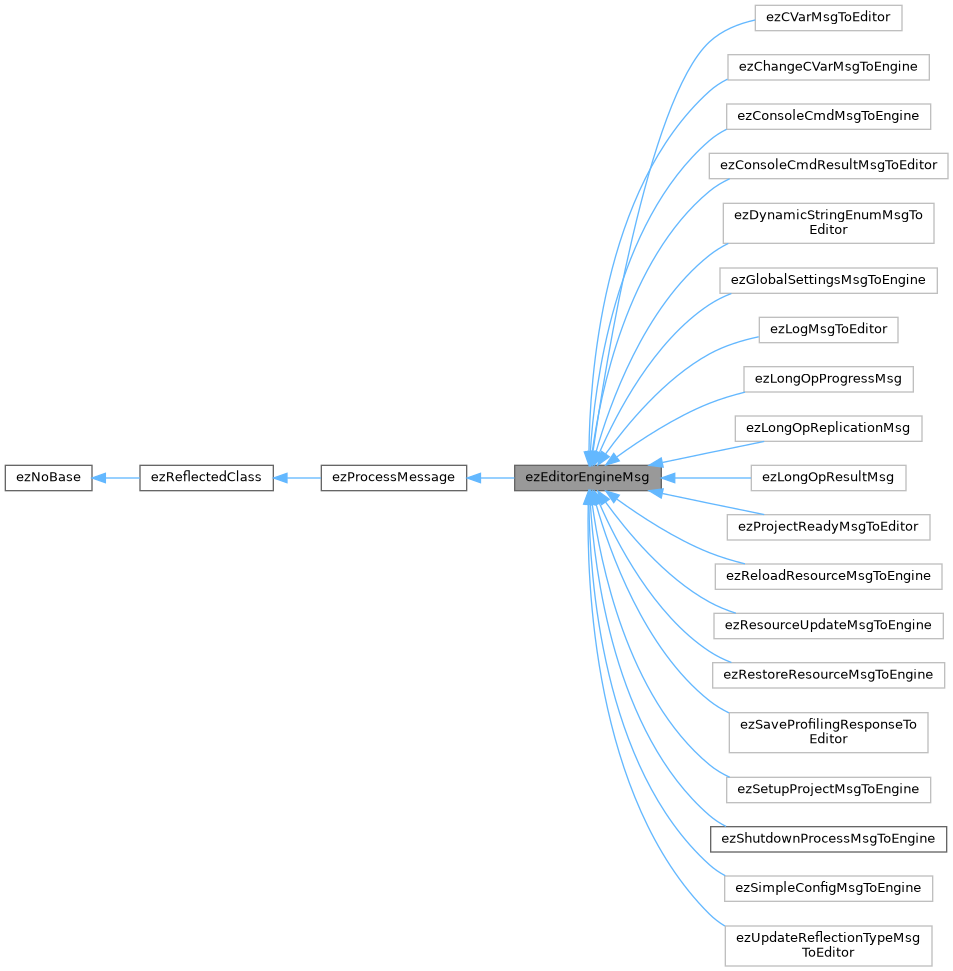 ezCVarMsgToEditor
ezChangeCVarMsgToEngine
ezConsoleCmdMsgToEngine
ezConsoleCmdResultMsgToEditor
ezDynamicStringEnumMsgTo
Editor
ezGlobalSettingsMsgToEngine
ezLogMsgToEditor
ezLongOpProgressMsg
ezLongOpReplicationMsg
ezNoBase
ezReflectedClass
ezProcessMessage
ezEditorEngineMsg
ezLongOpResultMsg
ezProjectReadyMsgToEditor
ezReloadResourceMsgToEngine
ezResourceUpdateMsgToEngine
ezRestoreResourceMsgToEngine
ezSaveProfilingResponseTo
Editor
ezSetupProjectMsgToEngine
ezShutdownProcessMsgToEngine
ezSimpleConfigMsgToEngine
ezUpdateReflectionTypeMsg
ToEditor